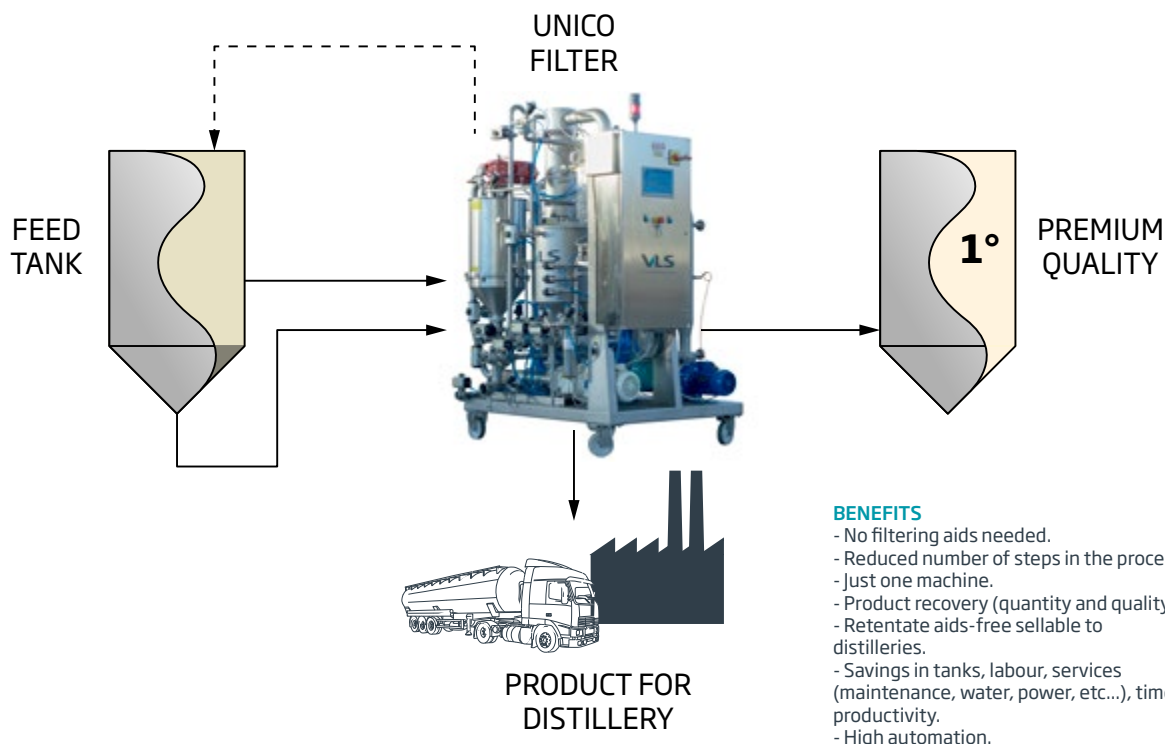 UNICO
FILTER
FEED
TANK
VLS
1°
PREMIUM
QUALITY
PRODUCT FOR
DISTILLERY
BENEFITS
- No filtering aids needed.
- Reduced number of steps in the proce
- Just one machine.
- Product recovery (quantity and quality
- Retentate aids-free sellable to
distilleries.
- Savings in tanks, labour, services
(maintenance, water, power, etc...), time
productivity.
- High automation.